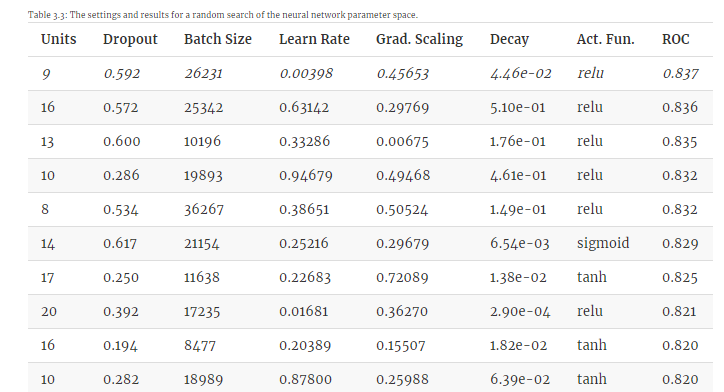 Table 3.3: The settings and results for a random search of the neural network parameter space.
Units Dropout Batch Size Learn Rate Grad. Scaling Decay Act. Fun. ROC
9 0.592 26231 0.00398 0.45653 4.46e-02 relu 0.837
16 0.572 25342 0.63142 0.29769 5.10e-01 relu 0.836
13 0.600 10196 0.33286 0.00675 1.76e-01 relu 0.835
10 0.286 19893 0.94679 0.49468 4.61e-01 relu 0.832
8 0.534 36267 0.38651 0.50524 1.49e-01 relu 0.832
14 0.617 21154 0.25216 0.29679 6.54e-03 sigmoid 0.829
17 0.250 11638 0.22683 0.72089 1.38e-02 tanh 0.825
20 0.392 17235 0.01681 0.36270 2.90e-04 relu 0.821
16 0.194 8477 0.20389 0.15507 1.82e-02 tanh 0.820
10 0.282 18989 0.87800 0.25988 6.39e-02 tanh 0.820